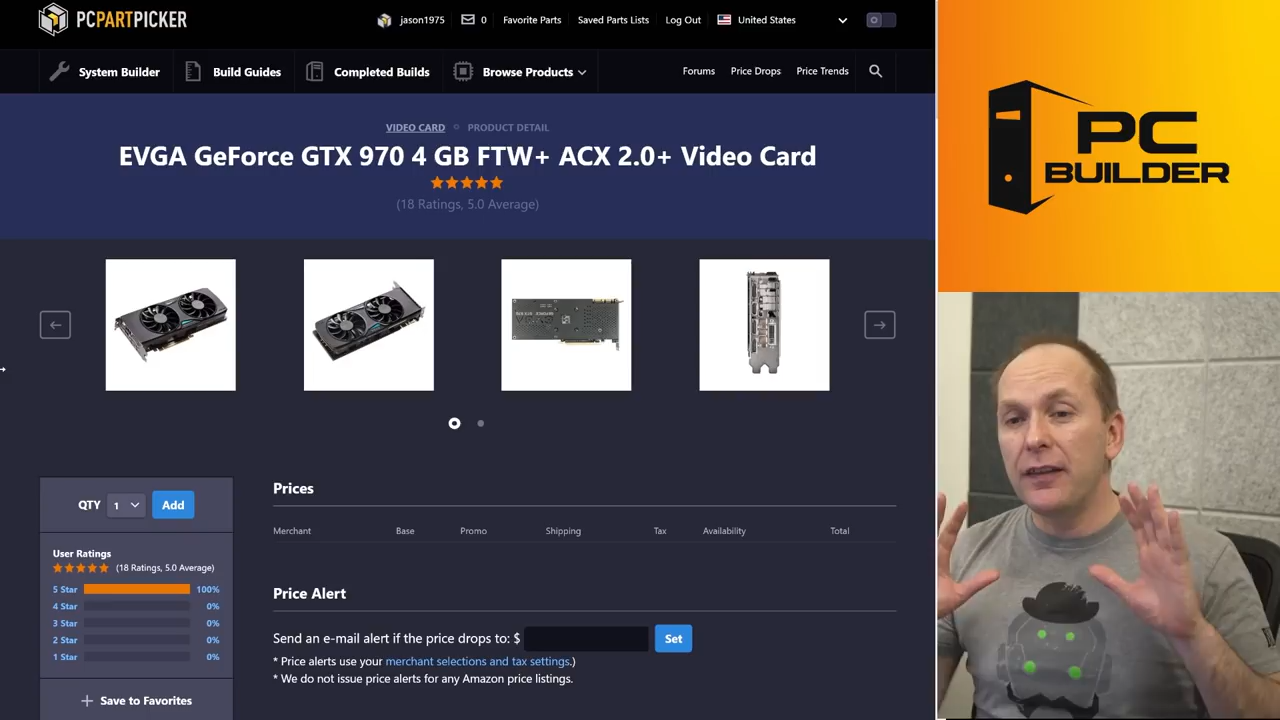 PCPARTPICKER
jason1975
0
Favorite Parts
Saved Parts Lists
Log Out
United States
System Builder
Build Guides
Completed Builds
Browse Products
Forums
Price Drops
Price Trends
VIDEO CARD
PRODUCT DETAIL
EVGA GeForce GTX 970 4 GB FTW+ ACX 2.0+ Video Card
(18 Ratings, 5.0 Average)
PC
BUILDER
QTY
1
Add
User Ratings
(18 Ratings, 5.0 Average)
5 Star 100%
4 Star 0%
3 Star 0%
2 Star 0%
1 Star 0%
Save to Favorites
Prices
Merchant Base Promo Shipping Tax Availability Total
Price Alert
Send an e-mail alert if the price drops to: $
Set
* Price alerts use your merchant selections and tax settings.)
* We do not issue price alerts for any Amazon price listings.